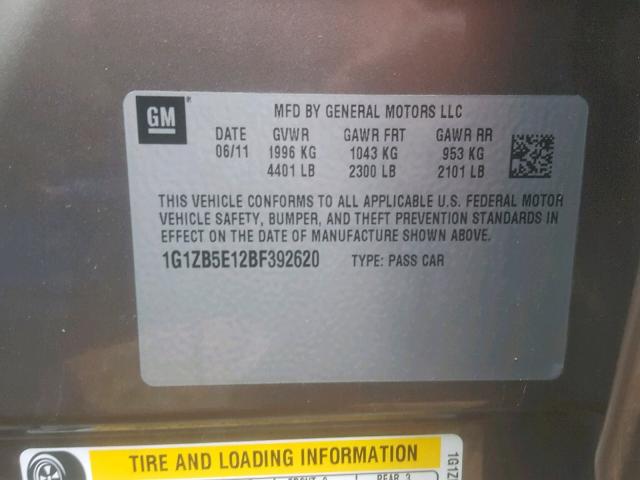 GM MFD BY GENERAL MOTORS LLC
DATE GVWR GAWR FRT GAWR RR
06/11 1996 KG 1043 KG 953 KG
4401 LB 2300 LB 2101 LB
THIS VEHICLE CONFORMS TO ALL APPLICABLE U.S. FEDERAL MOTOR
VEHICLE SAFETY, BUMPER, AND THEFT PREVENTION STANDARDS IN
EFFECT ON THE DATE OF MANUFACTURE SHOWN ABOVE.
1G1ZB5E12BF392620 TYPE: PASS CAR
TIRE AND LOADING INFORMATION
1G1Z
REAR 3